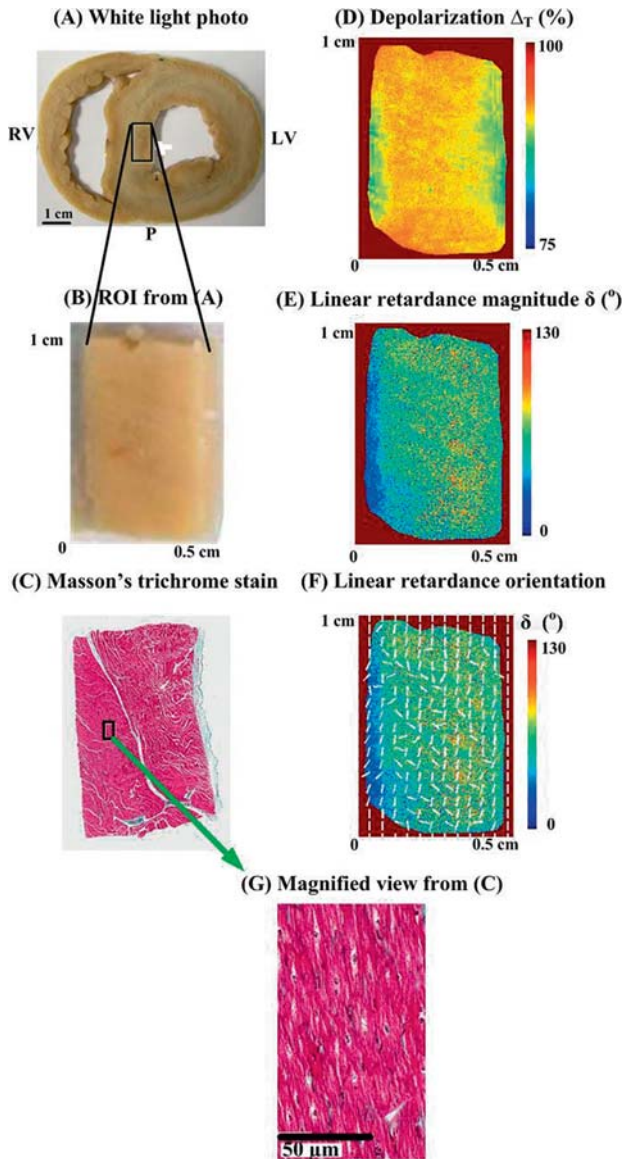 (A) White light photo
RV
LV
1 cm
P
(B) ROI from (A)
1 cm
0
0.5 cm
(C) Masson's trichrome stain
(D) Depolarization Δ_T (%)
1 cm
100
75
0
0.5 cm
(E) Linear retardance magnitude δ (⁰)
1 cm
130
0
0
0.5 cm
(F) Linear retardance orientation
1 cm
δ (⁰)
130
0
0
0.5 cm
(G) Magnified view from (C)
50 µm